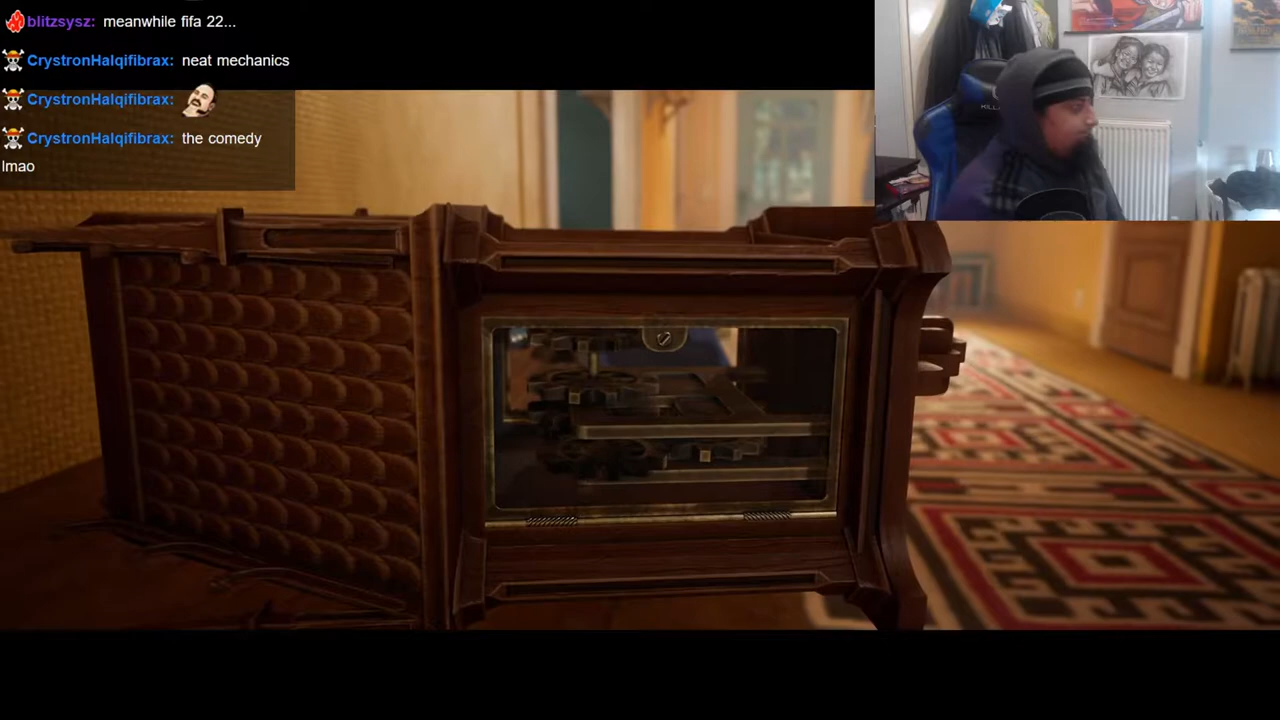 blitzsysz: meanwhile fifa 22...
CrystronHalqifibrax: neat mechanics
CrystronHalqifibrax:
CrystronHalqifibrax: the comedy
lmao